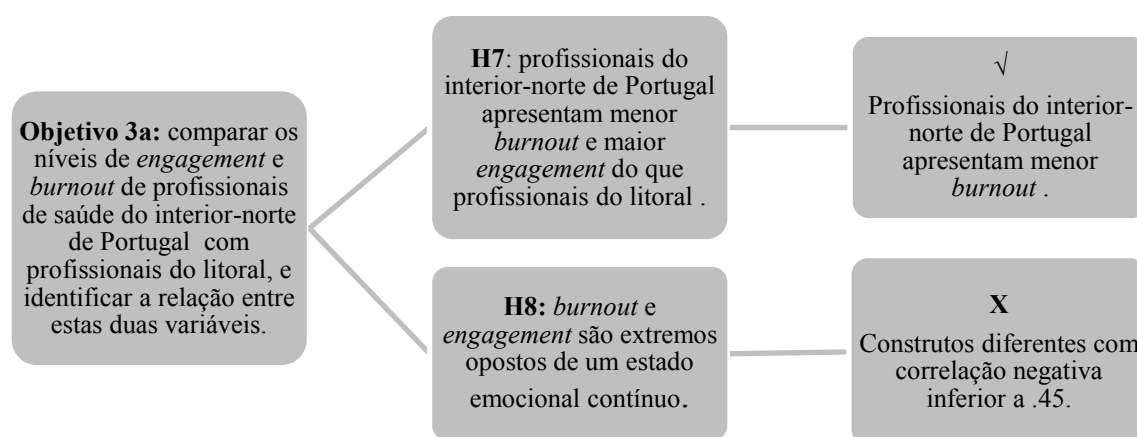 Objetivo 3a: comparar os
níveis de engagement e
burnout de profissionais
de saúde do interior-norte
de Portugal com
profissionais do litoral, e
identificar a relação entre
estas duas variáveis.
H7: profissionais do
interior-norte de Portugal
apresentam menor
burnout e maior
engagement do que
profissionais do litoral .
√
Profissionais do interior-
norte de Portugal
apresentam menor
burnout .
H8: burnout e
engagement são extremos
opostos de um estado
emocional contínuo.
X
Construtos diferentes com
correlação negativa
inferior a .45.